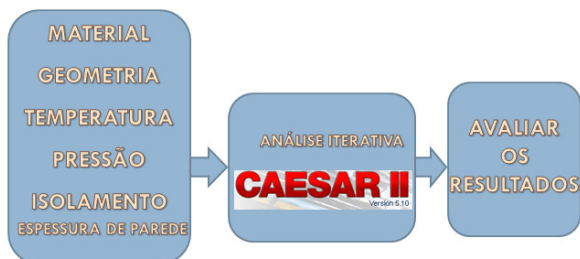 MATERIAL
GEOMETRIA
TEMPERATURA
PRESSÃO
ISOLAMENTO
ESPESSURA DE PAREDE
ANÁLISE ITERATIVA
CAESAR II
Version 5.10
AVALIAR
OS
RESULTADOS